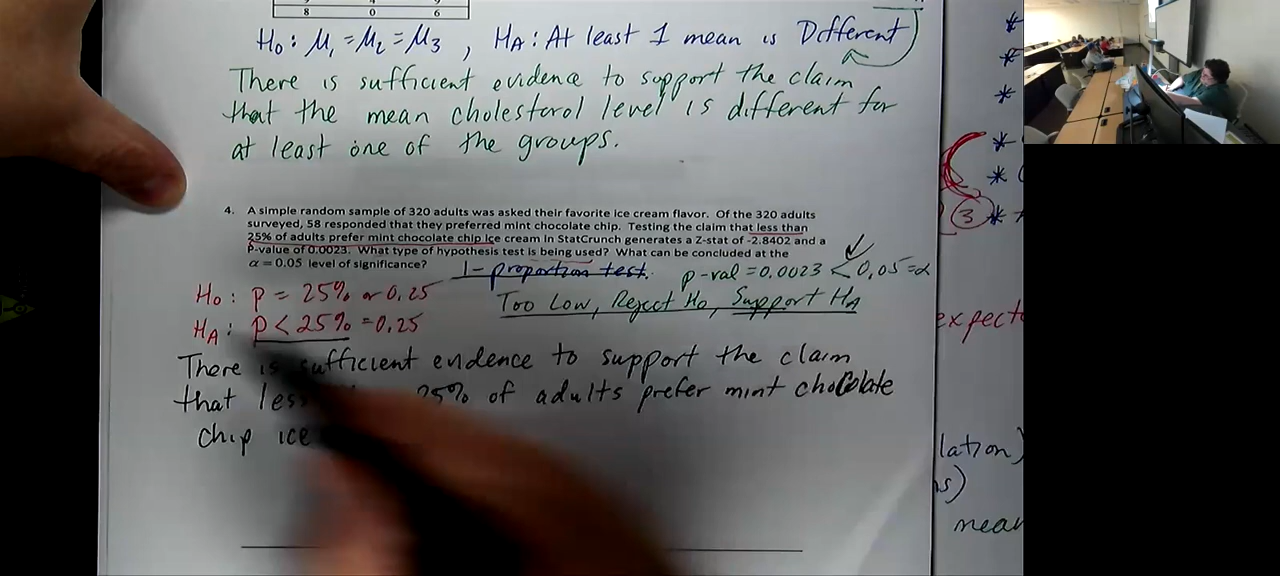 8 0 6
H₀ : μ₁ = μ₂ = μ₃ , H_A : At least 1 mean is Different
There is sufficient evidence to support the claim
that the mean cholesterol level is different for
at least one of the groups.
4. A simple random sample of 320 adults was asked their favorite ice cream flavor. Of the 320 adults
surveyed, 58 responded that they preferred mint chocolate chip. Testing the claim that less than
25% of adults prefer mint chocolate chip ice cream in StatCrunch generates a Z-stat of -2.8402 and a
P-value of 0.0023. What type of hypothesis test is being used? What can be concluded at the
α = 0.05 level of significance?
1-proportion test. p-val = 0.0023 < 0.05 = α
H₀ : p = 25% or 0.25
Too Low, Reject H₀, Support H_A
H_A : p < 25% = 0.25
There is sufficient evidence to support the claim
that less 25% of adults prefer mint chocolate
chip ice
*
*
*
*
*
3 *
expect
lation)
s)
mean